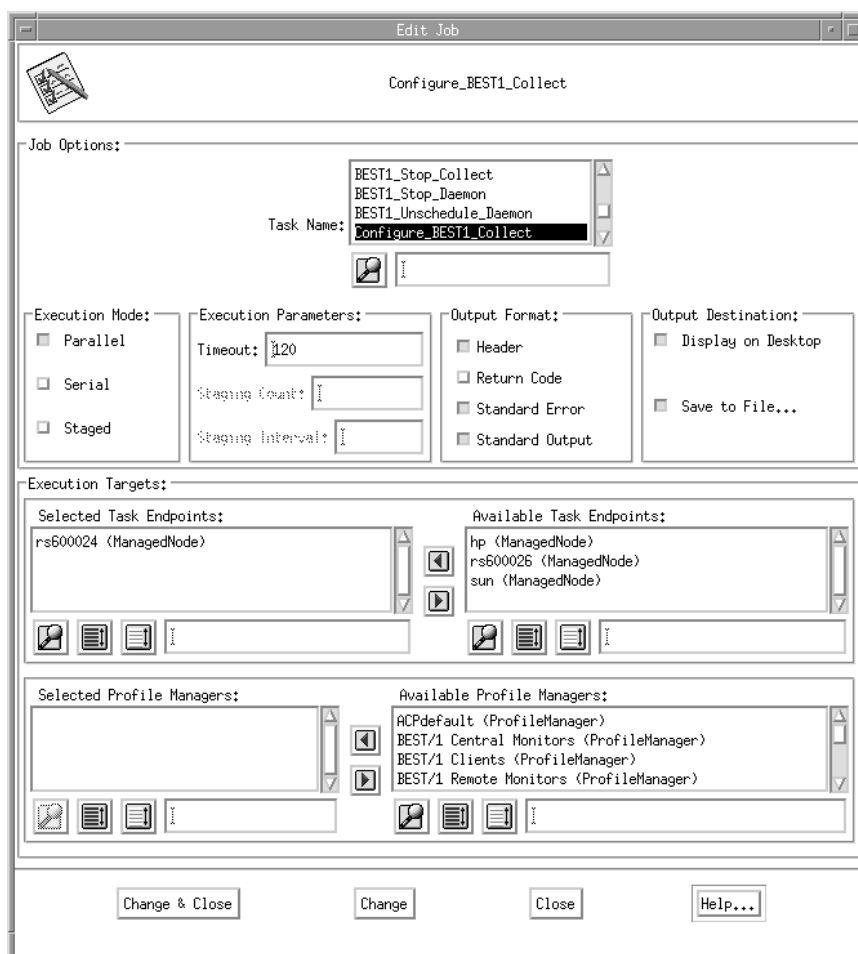 Edit Job
Configure_BEST1_Collect
Job Options:
Task Name:
BEST1_Stop_Collect
BEST1_Stop_Daemon
BEST1_Unschedule_Daemon
Configure_BEST1_Collect
Execution Mode:
Parallel
Serial
Staged
Execution Parameters:
Timeout: 120
Staging Count:
Staging Interval:
Output Format:
Header
Return Code
Standard Error
Standard Output
Output Destination:
Display on Desktop
Save to File...
Execution Targets:
Selected Task Endpoints:
rs600024 (ManagedNode)
Available Task Endpoints:
hp (ManagedNode)
rs600026 (ManagedNode)
sun (ManagedNode)
Selected Profile Managers:
Available Profile Managers:
ACPdefault (ProfileManager)
BEST/1 Central Monitors (ProfileManager)
BEST/1 Clients (ProfileManager)
BEST/1 Remote Monitors (ProfileManager)
Change & Close
Change
Close
Help...